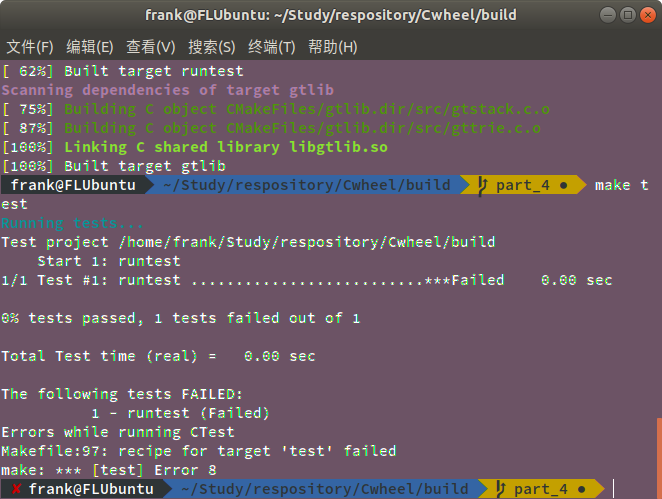 frank@FLUbuntu: ~/Study/respository/Cwheel/build
文件(F) 编辑(E) 查看(V) 搜索(S) 终端(T) 帮助(H)
[ 62%] Built target runtest
Scanning dependencies of target gtlib
[ 75%] Building C object CMakeFiles/gtlib.dir/src/gtstack.c.o
[ 87%] Building C object CMakeFiles/gtlib.dir/src/gttrie.c.o
[100%] Linking C shared library libgtlib.so
[100%] Built target gtlib
frank@FLUbuntu ~/Study/respository/Cwheel/build part_4 ● make t
est
Running tests...
Test project /home/frank/Study/respository/Cwheel/build
    Start 1: runtest
1/1 Test #1: runtest ..........................***Failed    0.00 sec
0% tests passed, 1 tests failed out of 1
Total Test time (real) =   0.00 sec
The following tests FAILED:
          1 - runtest (Failed)
Errors while running CTest
Makefile:97: recipe for target 'test' failed
make: *** [test] Error 8
✘ frank@FLUbuntu ~/Study/respository/Cwheel/build part_4 ●